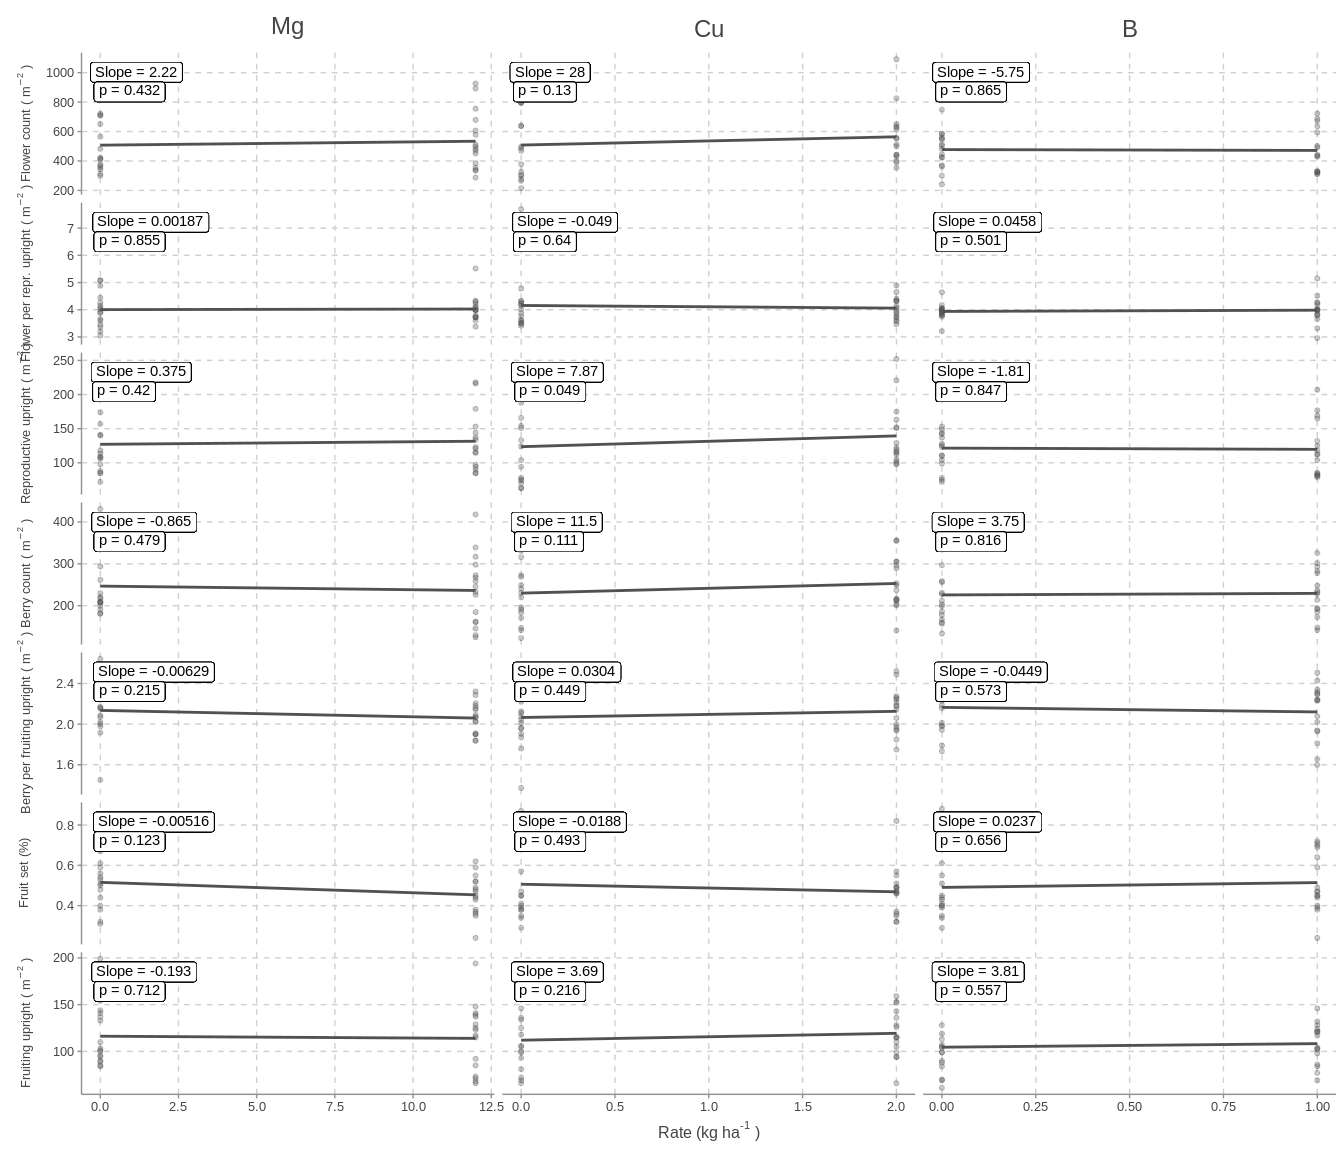 Mg Cu B
Flower count ( m−2 )
1000
800
600
400
200
Slope = 2.22
p = 0.432
Slope = 28
p = 0.13
Slope = -5.75
p = 0.865
Flower per repr. upright ( m−2 )
7
6
5
4
3
Slope = 0.00187
p = 0.855
Slope = -0.049
p = 0.64
Slope = 0.0458
p = 0.501
Reproductive upright ( m−2 )
250
200
150
100
Slope = 0.375
p = 0.42
Slope = 7.87
p = 0.049
Slope = -1.81
p = 0.847
Berry count ( m−2 )
400
300
200
Slope = -0.865
p = 0.479
Slope = 11.5
p = 0.111
Slope = 3.75
p = 0.816
Berry per fruiting upright ( m−2 )
2.4
2.0
1.6
Slope = -0.00629
p = 0.215
Slope = 0.0304
p = 0.449
Slope = -0.0449
p = 0.573
Fruit set (%)
0.8
0.6
0.4
Slope = -0.00516
p = 0.123
Slope = -0.0188
p = 0.493
Slope = 0.0237
p = 0.656
Fruiting upright ( m−2 )
200
150
100
Slope = -0.193
p = 0.712
Slope = 3.69
p = 0.216
Slope = 3.81
p = 0.557
0.0 2.5 5.0 7.5 10.0 12.5 0.0 0.5 1.0 1.5 2.0 0.00 0.25 0.50 0.75 1.00
Rate (kg ha-1 )